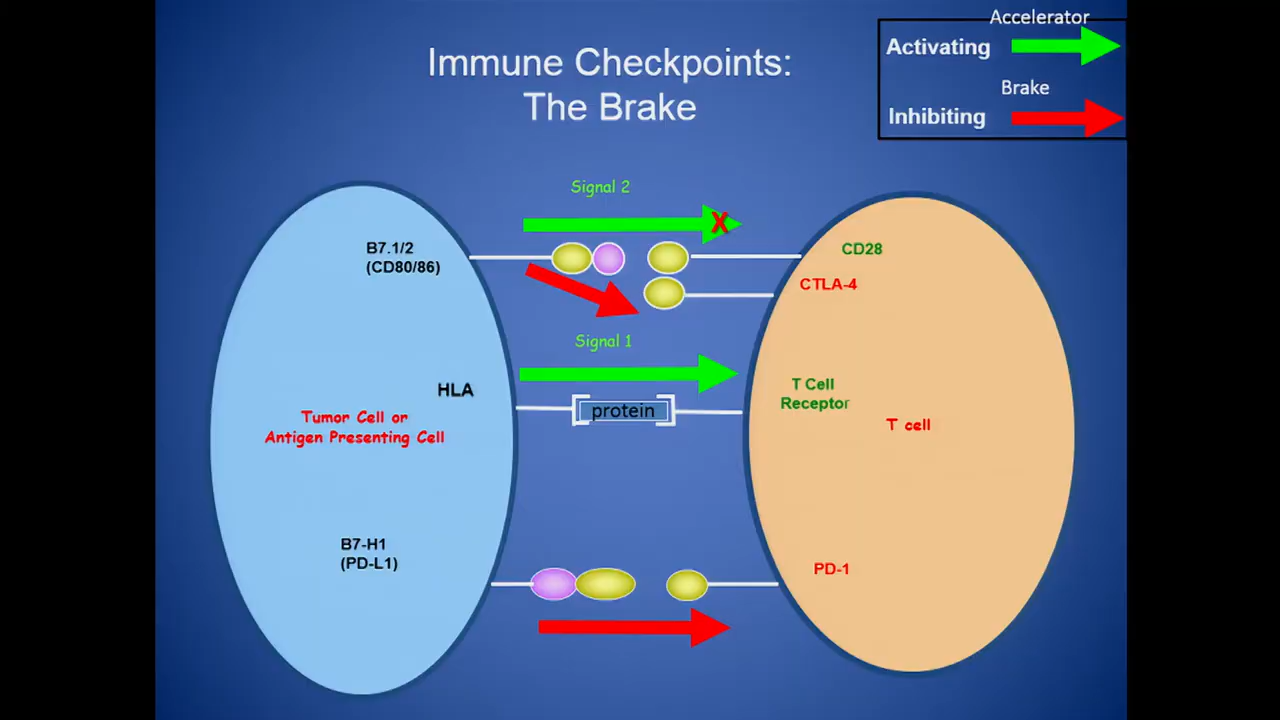 Immune Checkpoints:
The Brake
Accelerator
Activating
Brake
Inhibiting
Signal 2
X
B7.1/2
(CD80/86)
CD28
CTLA-4
Signal 1
HLA
protein
T Cell
Receptor
Tumor Cell or
Antigen Presenting Cell
T cell
B7-H1
(PD-L1)
PD-1